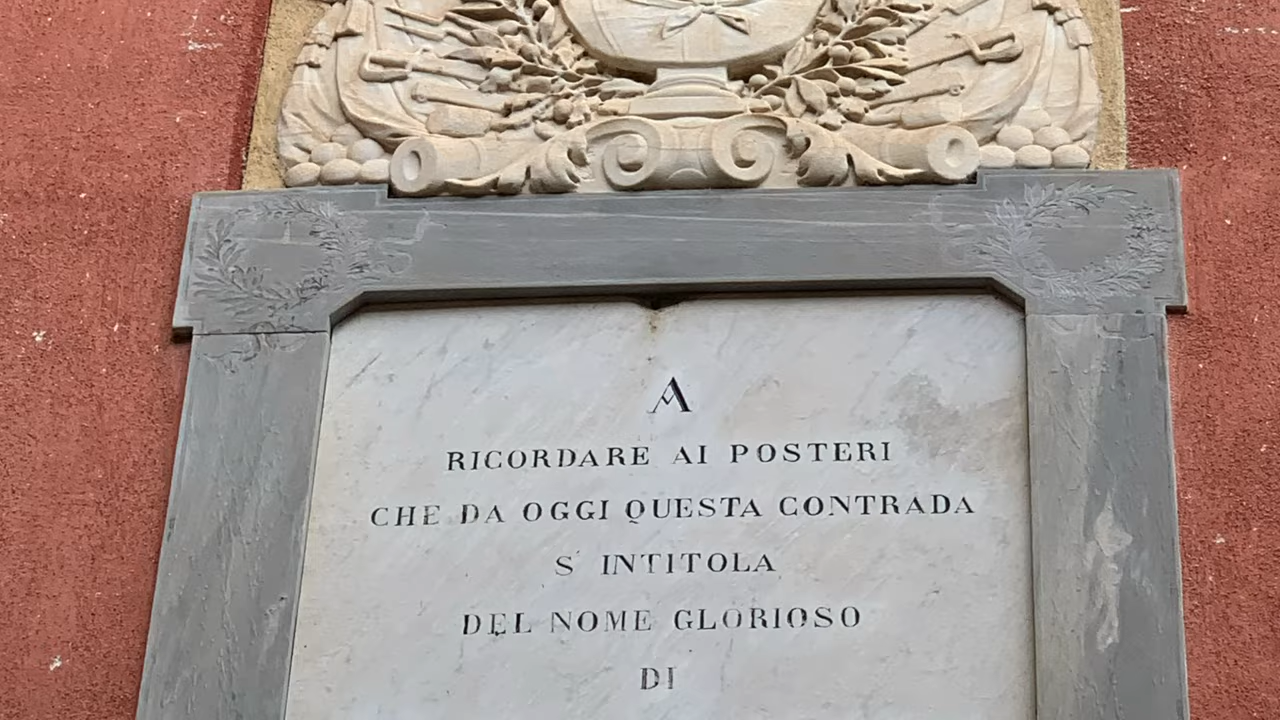 A
RICORDARE AI POSTERI
CHE DA OGGI QUESTA CONTRADA
S' INTITOLA
DEL NOME GLORIOSO
DI